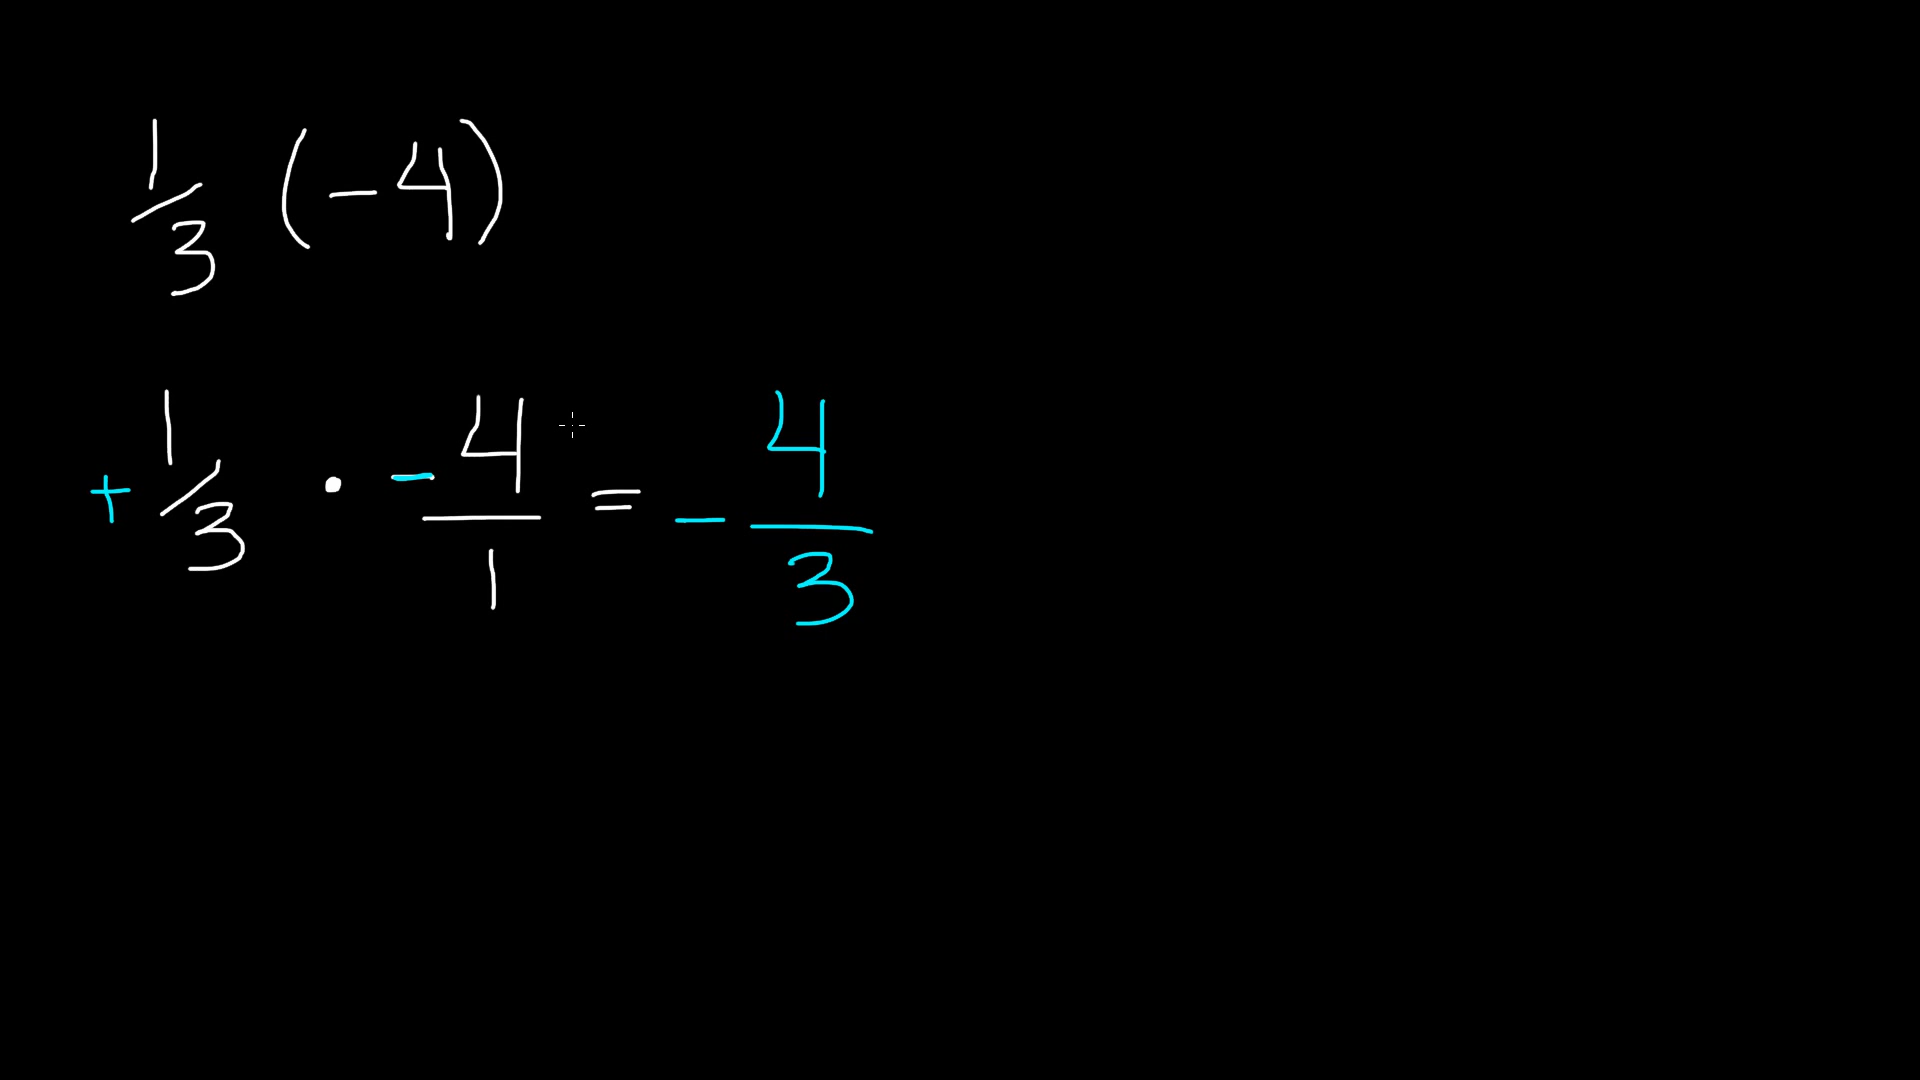 1/3 (-4)
+ 1/3 · - 4/1 = - 4/3